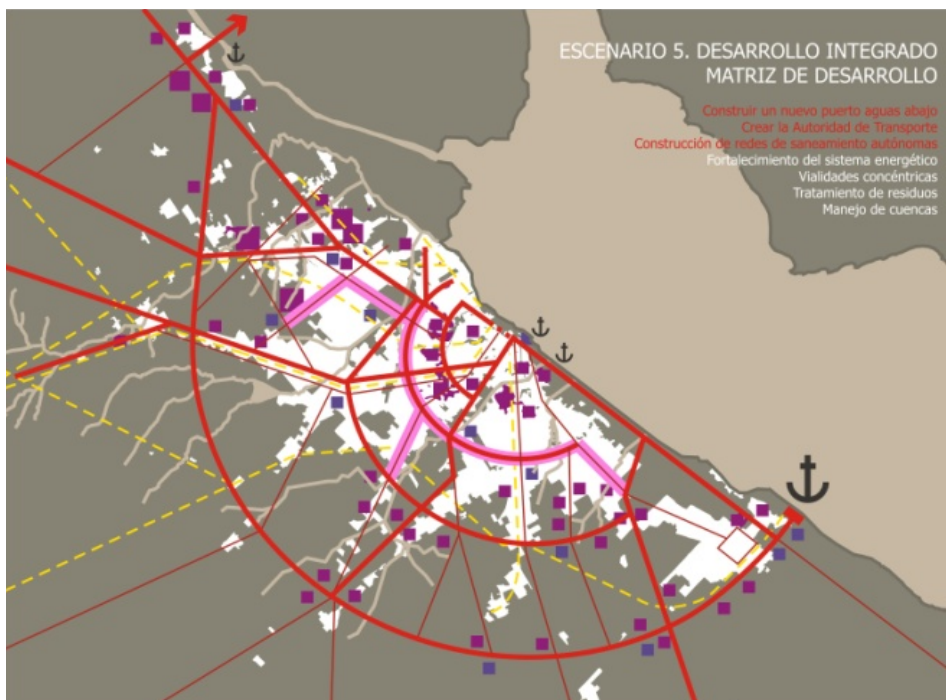 ESCENARIO 5. DESARROLLO INTEGRADO
MATRIZ DE DESARROLLO
Construir un nuevo puerto aguas abajo
Crear la Autoridad de Transporte
Construcción de redes de saneamiento autónomas
Fortalecimiento del sistema energético
Vialidades concéntricas
Tratamiento de residuos
Manejo de cuencas